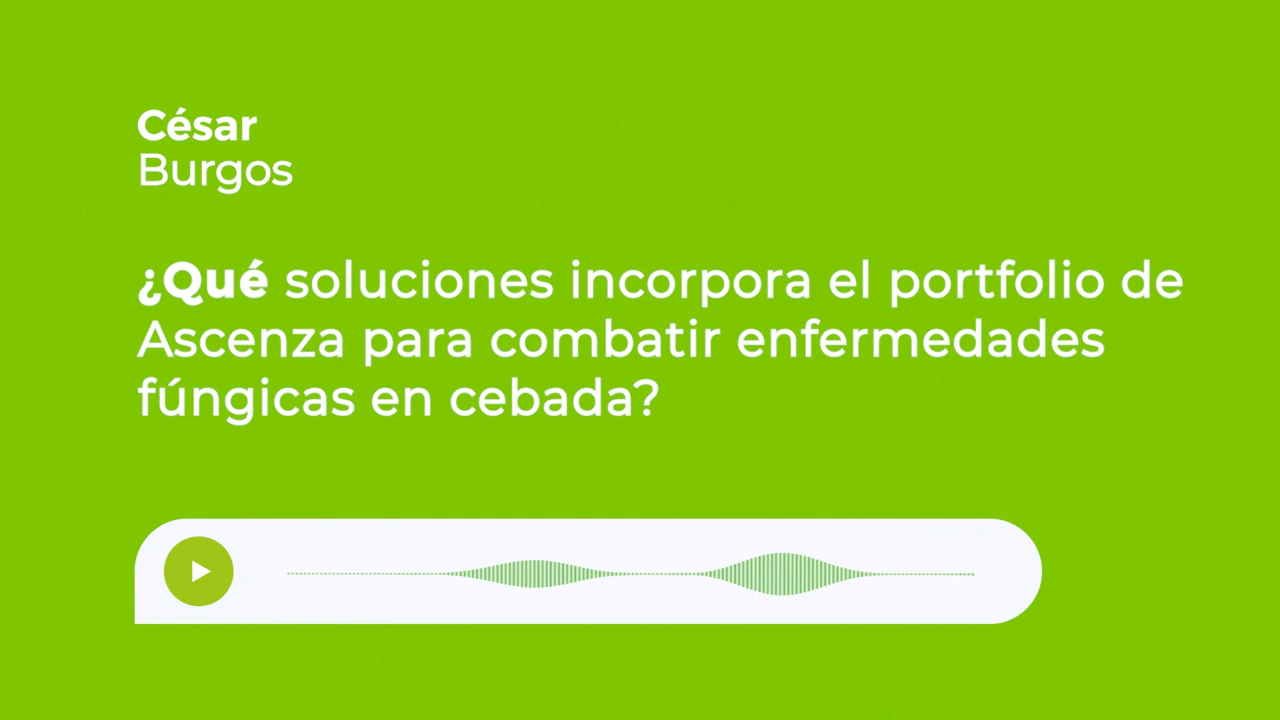 César
Burgos
¿Qué soluciones incorpora el portfolio de
Ascenza para combatir enfermedades
fúngicas en cebada?